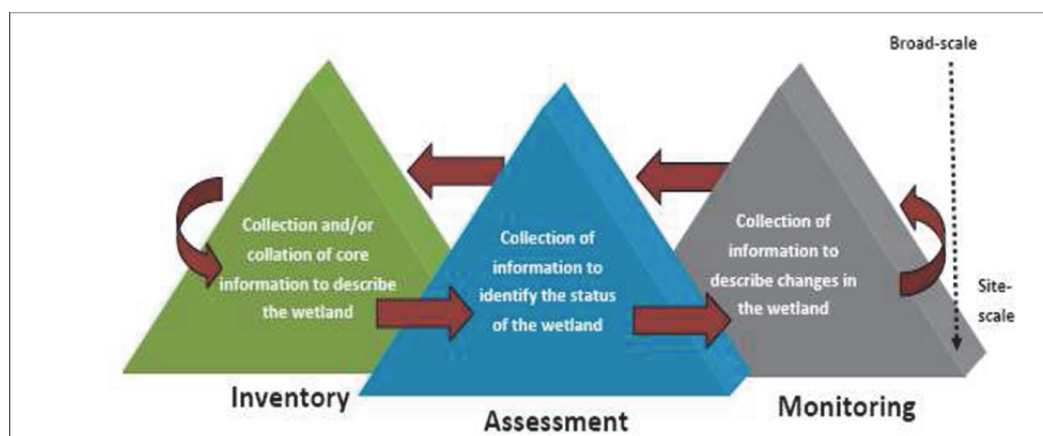 Broad-scale
Collection and/or
collation of core
information to describe
the wetland
Collection of
information to
identify the status
of the wetland
Collection of
information to
describe changes in
the wetland
Site-
scale
Inventory
Assessment
Monitoring